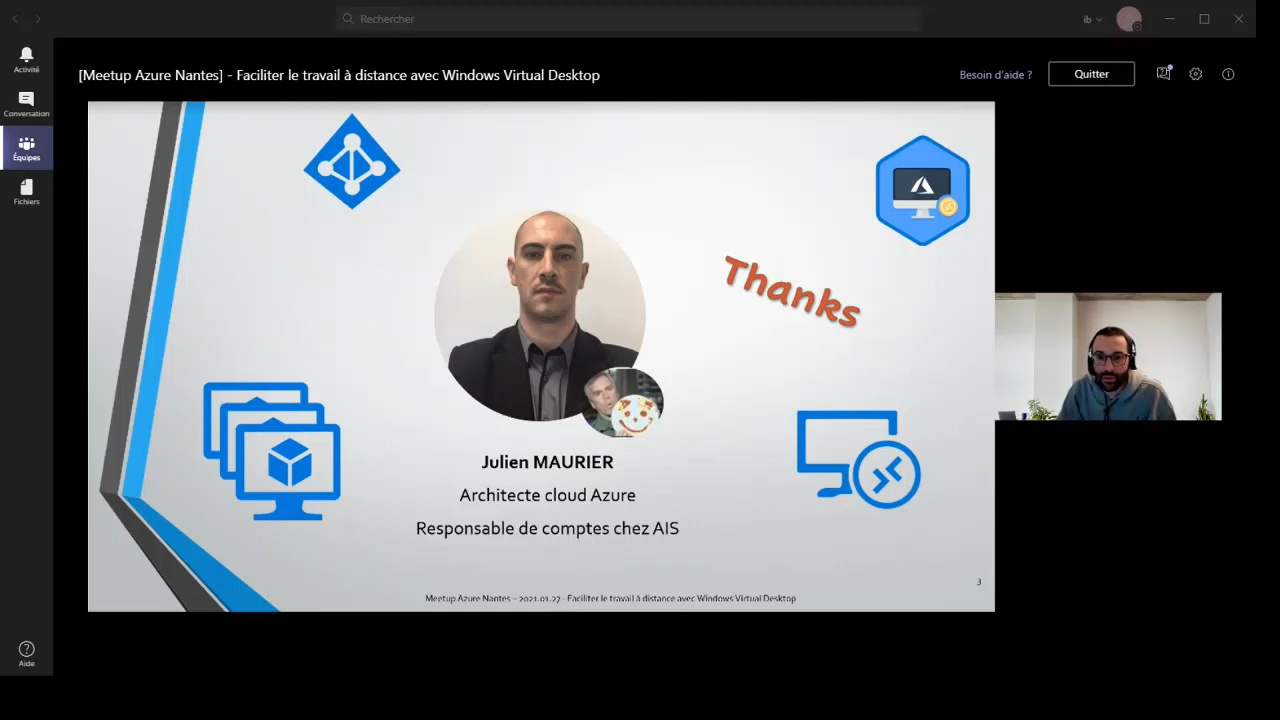 Rechercher
ib
Activité
Conversation
Équipes
Fichiers
Aide
[Meetup Azure Nantes] - Faciliter le travail à distance avec Windows Virtual Desktop
Besoin d'aide ?
Quitter
Thanks
Julien MAURIER
Architecte cloud Azure
Responsable de comptes chez AIS
3
Meetup Azure Nantes – 2021.01.27 - Faciliter le travail à distance avec Windows Virtual Desktop